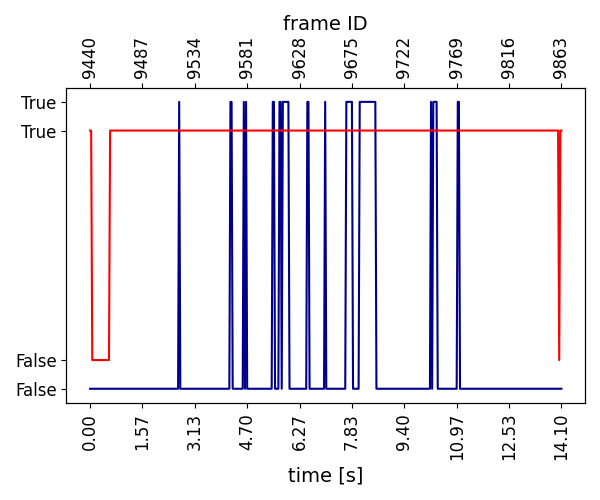 frame ID
9440 9487 9534 9581 9628 9675 9722 9769 9816 9863
True
True
False
False
0.00 1.57 3.13 4.70 6.27 7.83 9.40 10.97 12.53 14.10
time [s]